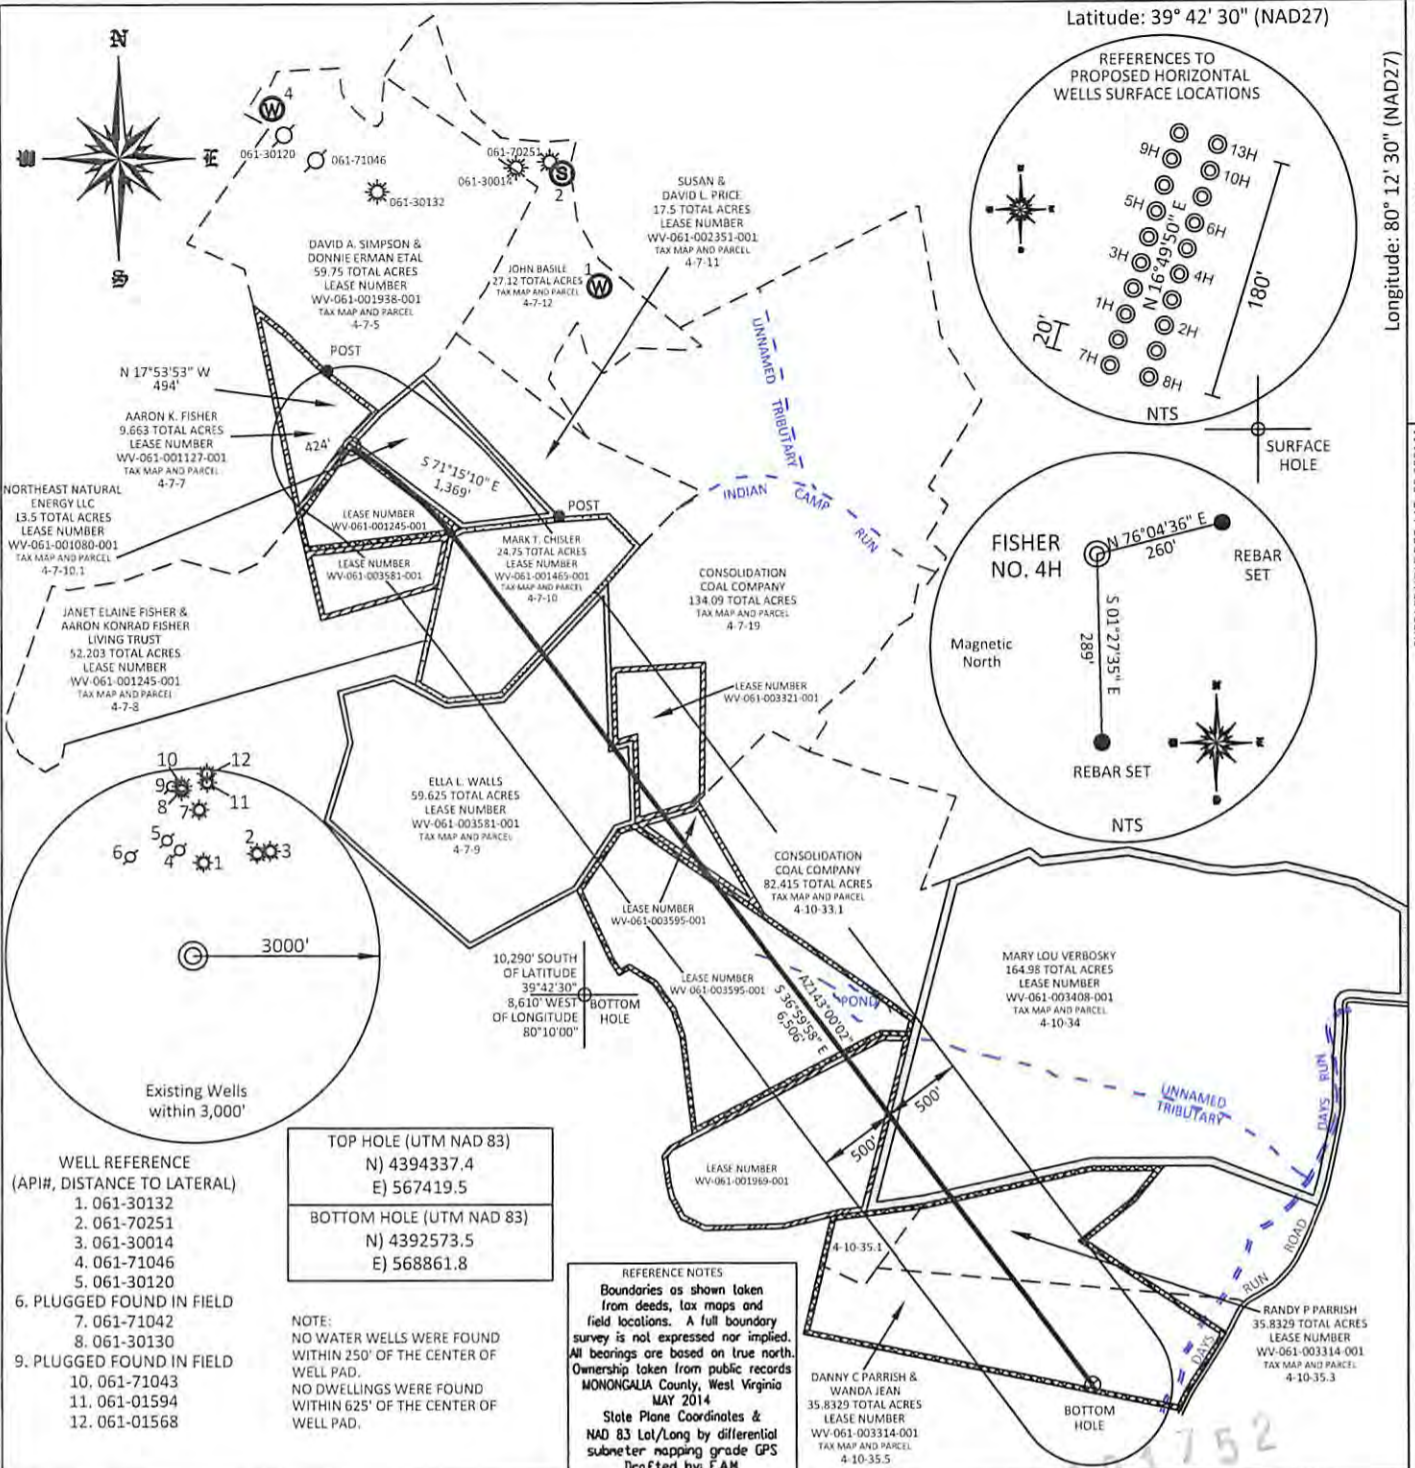 Latitude: 39° 42' 30" (NAD27)
Longitude: 80° 12' 30" (NAD27)
N
E
S
W
4
061-30120
061-71046
061-30132
061-70251
061-30014
S
2
1
W
DAVID A. SIMPSON &
DONNIE ERMAN ETAL
59.75 TOTAL ACRES
LEASE NUMBER
WV-061-001938-001
TAX MAP AND PARCEL
4-7-5
JOHN BASILE
27.12 TOTAL ACRES
TAX MAP AND PARCEL
4-7-12
SUSAN &
DAVID L. PRICE
17.5 TOTAL ACRES
LEASE NUMBER
WV-061-002351-001
TAX MAP AND PARCEL
4-7-11
REFERENCES TO
PROPOSED HORIZONTAL
WELLS SURFACE LOCATIONS
9H
13H
10H
5H
6H
3H
4H
1H
2H
7H
8H
N 16°49'50" E
180'
20'
NTS
SURFACE
HOLE
POST
N 17°53'53" W
494'
AARON K. FISHER
9.663 TOTAL ACRES
LEASE NUMBER
WV-061-001127-001
TAX MAP AND PARCEL
4-7-7
424'
S 71°15'10" E
1,369'
NORTHEAST NATURAL
ENERGY LLC
13.5 TOTAL ACRES
LEASE NUMBER
WV-061-001080-001
TAX MAP AND PARCEL
4-7-10.1
LEASE NUMBER
WV-061-001245-001
LEASE NUMBER
WV-061-003581-001
POST
MARK T. CHISLER
24.75 TOTAL ACRES
LEASE NUMBER
WV-061-001465-001
TAX MAP AND PARCEL
4-7-10
UNNAMED TRIBUTARY
INDIAN CAMP RUN
CONSOLIDATION
COAL COMPANY
134.09 TOTAL ACRES
TAX MAP AND PARCEL
4-7-19
FISHER
NO. 4H
N 76°04'36" E
260'
REBAR
SET
S 01°27'35" E
289'
Magnetic
North
REBAR SET
NTS
JANET ELAINE FISHER &
AARON KONRAD FISHER
LIVING TRUST
52.203 TOTAL ACRES
LEASE NUMBER
WV-061-001245-001
TAX MAP AND PARCEL
4-7-8
LEASE NUMBER
WV-061-003321-001
ELLA L. WALLS
59.625 TOTAL ACRES
LEASE NUMBER
WV-061-003581-001
TAX MAP AND PARCEL
4-7-9
10
12
9
8
11
7
5
6
4
1
2
3
3000'
Existing Wells
within 3,000'
CONSOLIDATION
COAL COMPANY
82.415 TOTAL ACRES
TAX MAP AND PARCEL
4-10-33.1
LEASE NUMBER
WV-061-003595-001
10,290' SOUTH
OF LATITUDE
39°42'30"
8,610' WEST
OF LONGITUDE
80°10'00"
BOTTOM
HOLE
LEASE NUMBER
WV-061-003595-001
AZ143°00'02"
S 36°59'58" E
6,506'
POND
MARY LOU VERBOSKY
164.98 TOTAL ACRES
LEASE NUMBER
WV-061-003408-001
TAX MAP AND PARCEL
4-10-34
UNNAMED
TRIBUTARY
DAYS RUN
500'
500'
LEASE NUMBER
WV-061-001969-001
4-10-35.1
DAYS RUN ROAD
RANDY P PARRISH
35.8329 TOTAL ACRES
LEASE NUMBER
WV-061-003314-001
TAX MAP AND PARCEL
4-10-35.3
DANNY C PARRISH &
WANDA JEAN
35.8329 TOTAL ACRES
LEASE NUMBER
WV-061-003314-001
TAX MAP AND PARCEL
4-10-35.5
BOTTOM
HOLE
WELL REFERENCE
(API#, DISTANCE TO LATERAL)
1. 061-30132
2. 061-70251
3. 061-30014
4. 061-71046
5. 061-30120
6. PLUGGED FOUND IN FIELD
7. 061-71042
8. 061-30130
9. PLUGGED FOUND IN FIELD
10. 061-71043
11. 061-01594
12. 061-01568
TOP HOLE (UTM NAD 83)
N) 4394337.4
E) 567419.5
BOTTOM HOLE (UTM NAD 83)
N) 4392573.5
E) 568861.8
NOTE:
NO WATER WELLS WERE FOUND
WITHIN 250' OF THE CENTER OF
WELL PAD.
NO DWELLINGS WERE FOUND
WITHIN 625' OF THE CENTER OF
WELL PAD.
REFERENCE NOTES
Boundaries as shown taken
from deeds, tax maps and
field locations. A full boundary
survey is not expressed nor implied.
All bearings are based on true north.
Ownership taken from public records
MONONGALIA County, West Virginia
MAY 2014
State Plane Coordinates &
NAD 83 Lat/Long by differential
submeter mapping grade GPS
Drafted by: F.A.M.
1752